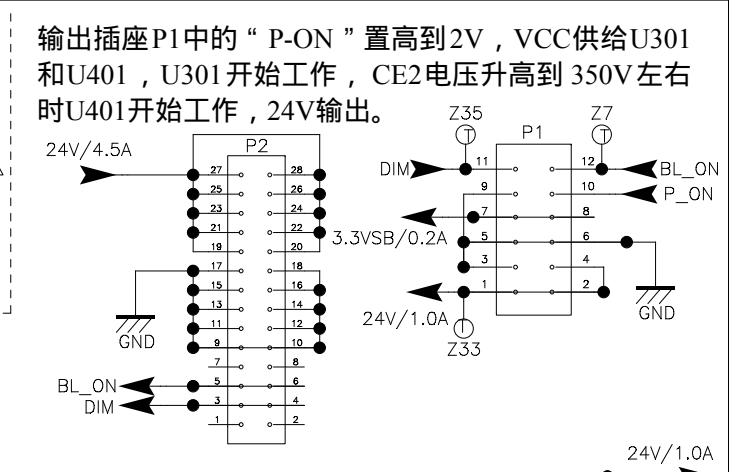 输出插座P1中的“ P-ON ”置高到2V，VCC供给U301
和U401，U301开始工作， CE2电压升高到 350V左右
时U401开始工作，24V输出。
Z35 Z7
24V/4.5A P2 P1
DIM 11 12 BL_ON
27 28
9 10 P_ON
25 26
23 24
7 8
3.3VSB/0.2A
21 22
5 6
19 20
3 4
17 18
15 16
1 2
13 14
24V/1.0A
GND
11 12
GND
Z33
9 10
7 8
BL_ON 5 6
DIM 3 4
1 2
24V/1.0A